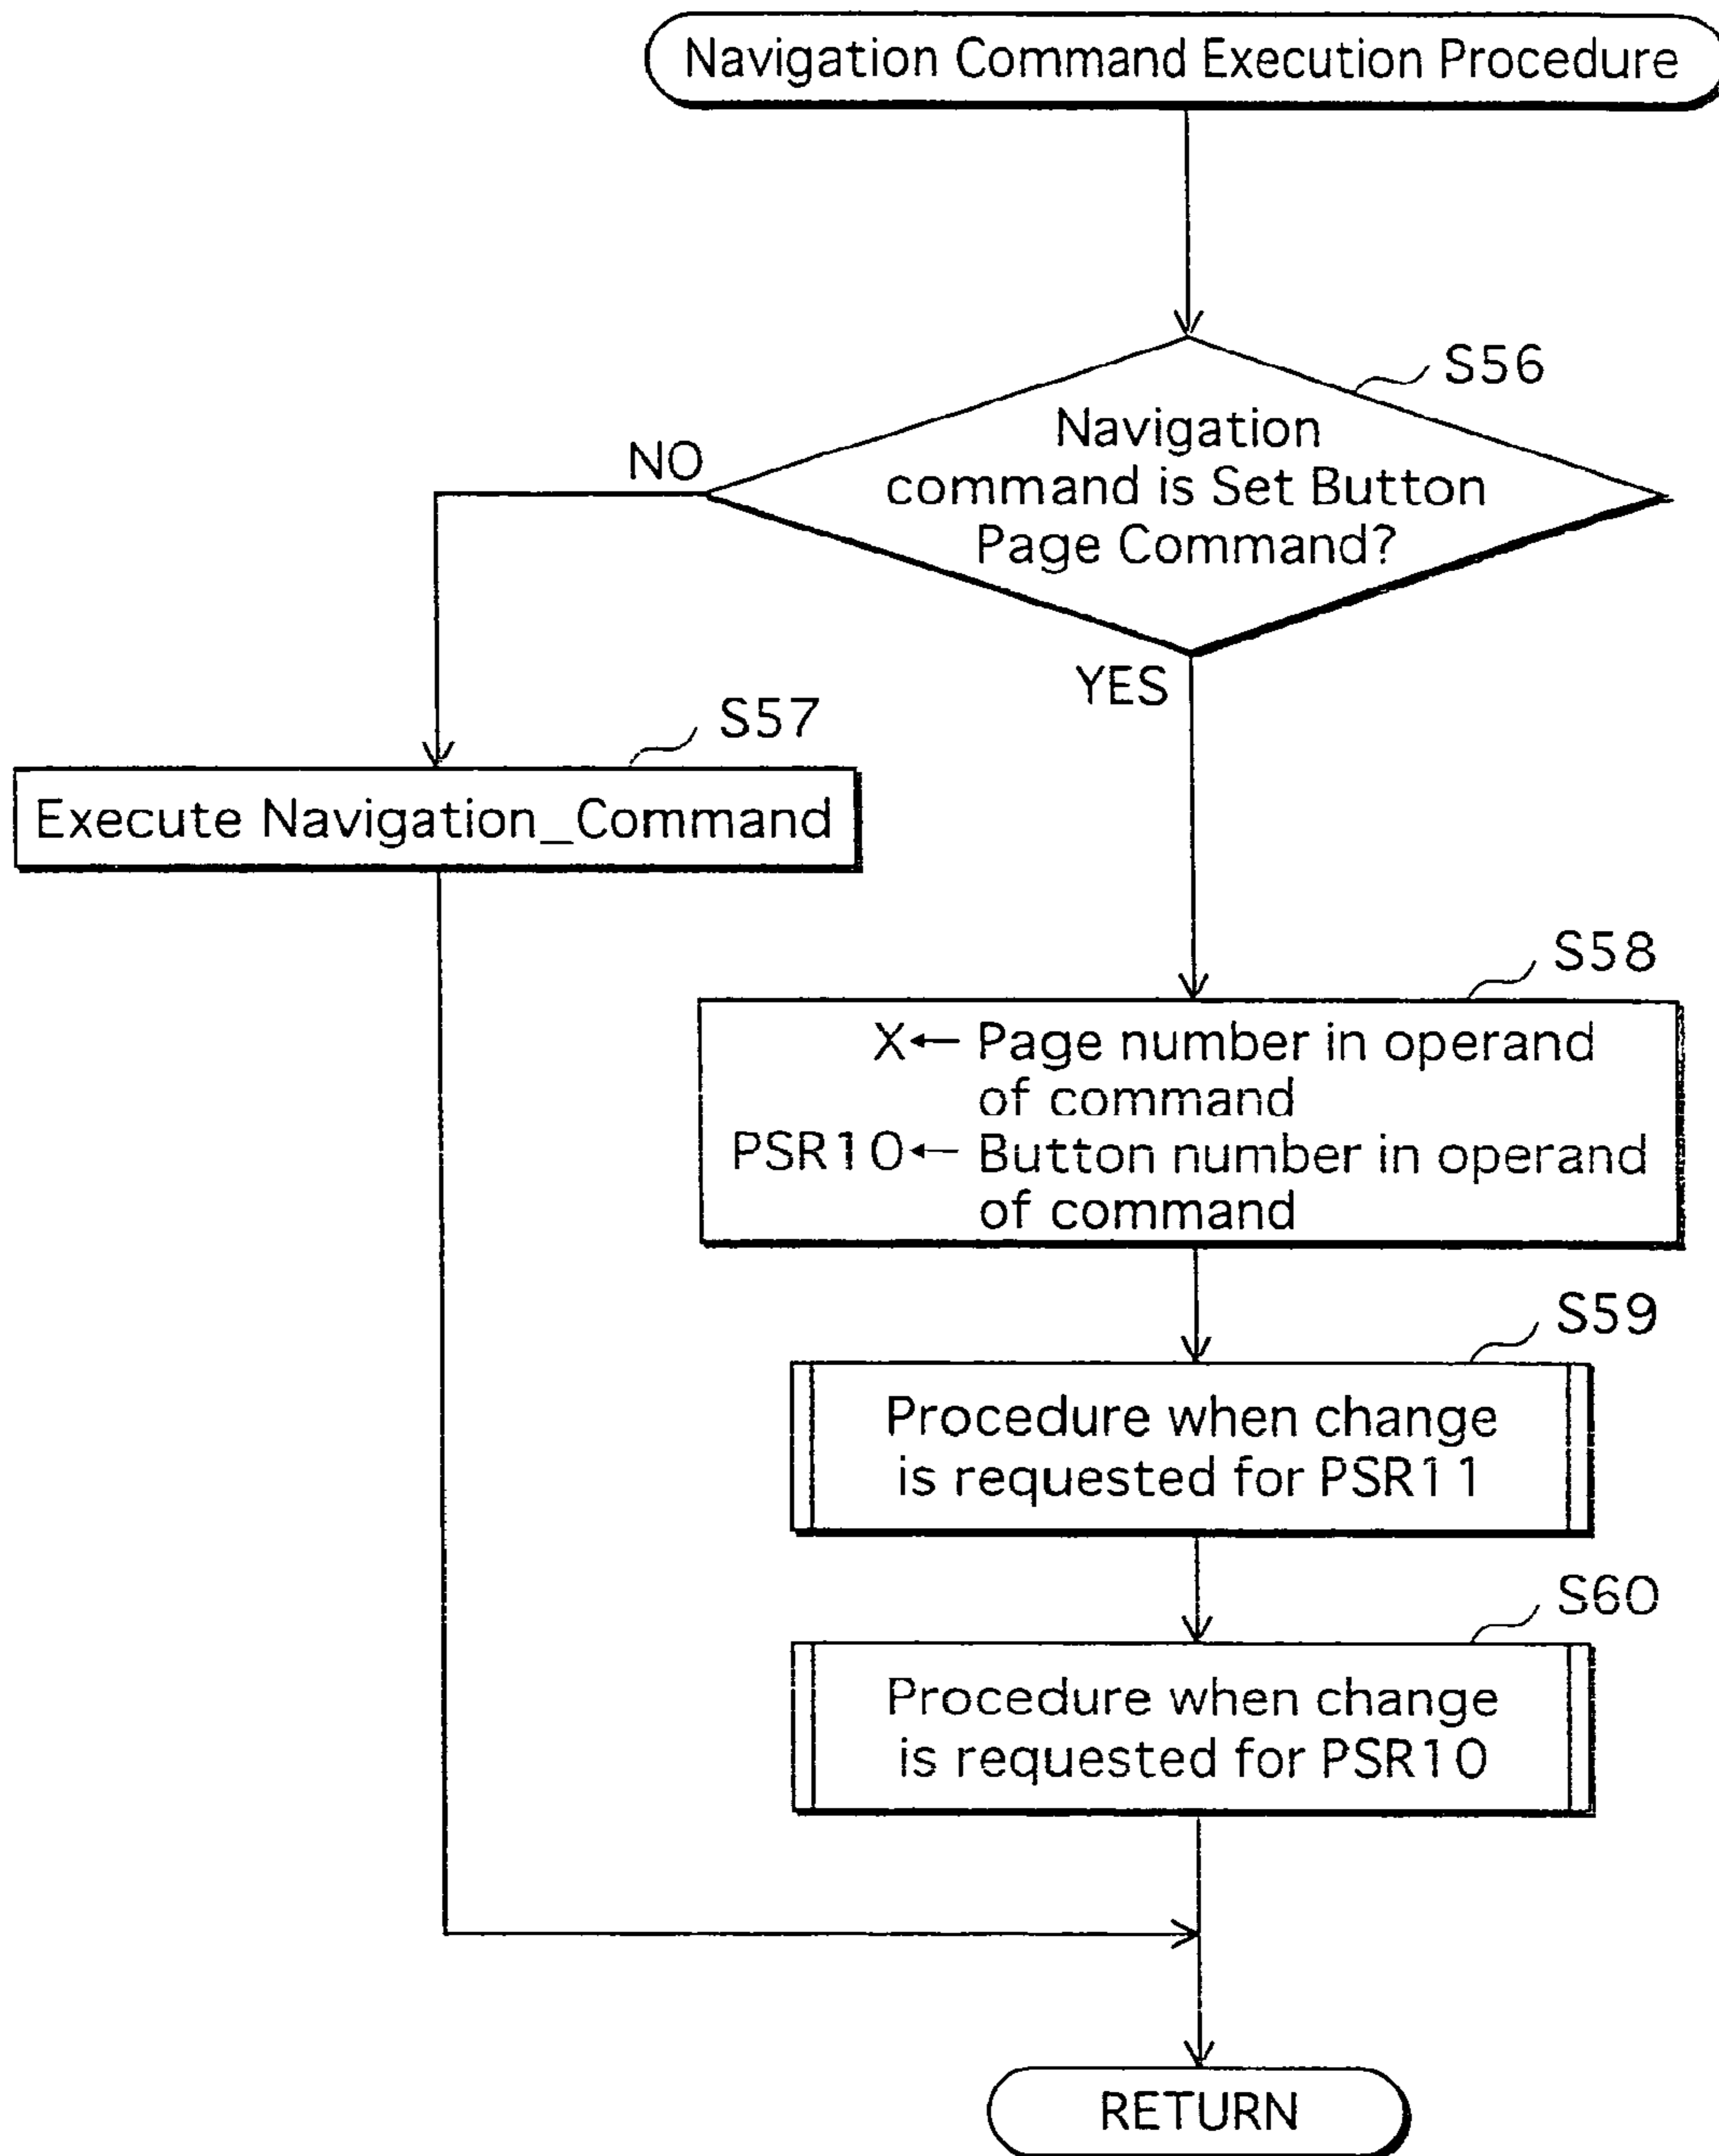 Navigation Command Execution Procedure
S56
Navigation
command is Set Button
Page Command?
NO
YES
S57
Execute Navigation_Command
S58
X← Page number in operand
of command
PSR10← Button number in operand
of command
S59
Procedure when change
is requested for PSR11
S60
Procedure when change
is requested for PSR10
RETURN